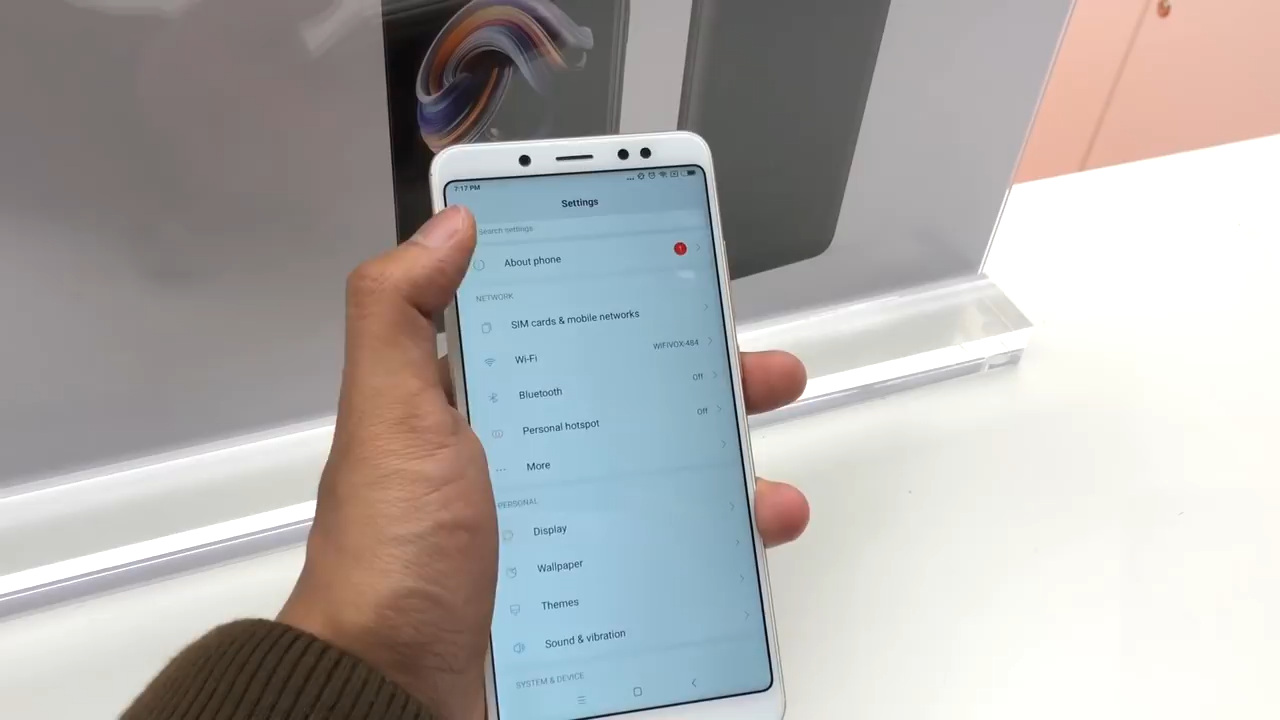 7:17 PM
Settings
Search settings
About phone
1
NETWORK
SIM cards & mobile networks
Wi-Fi
WIFIVOX:484
Bluetooth
Off
Personal hotspot
Off
More
PERSONAL
Display
Wallpaper
Themes
Sound & vibration
SYSTEM & DEVICE